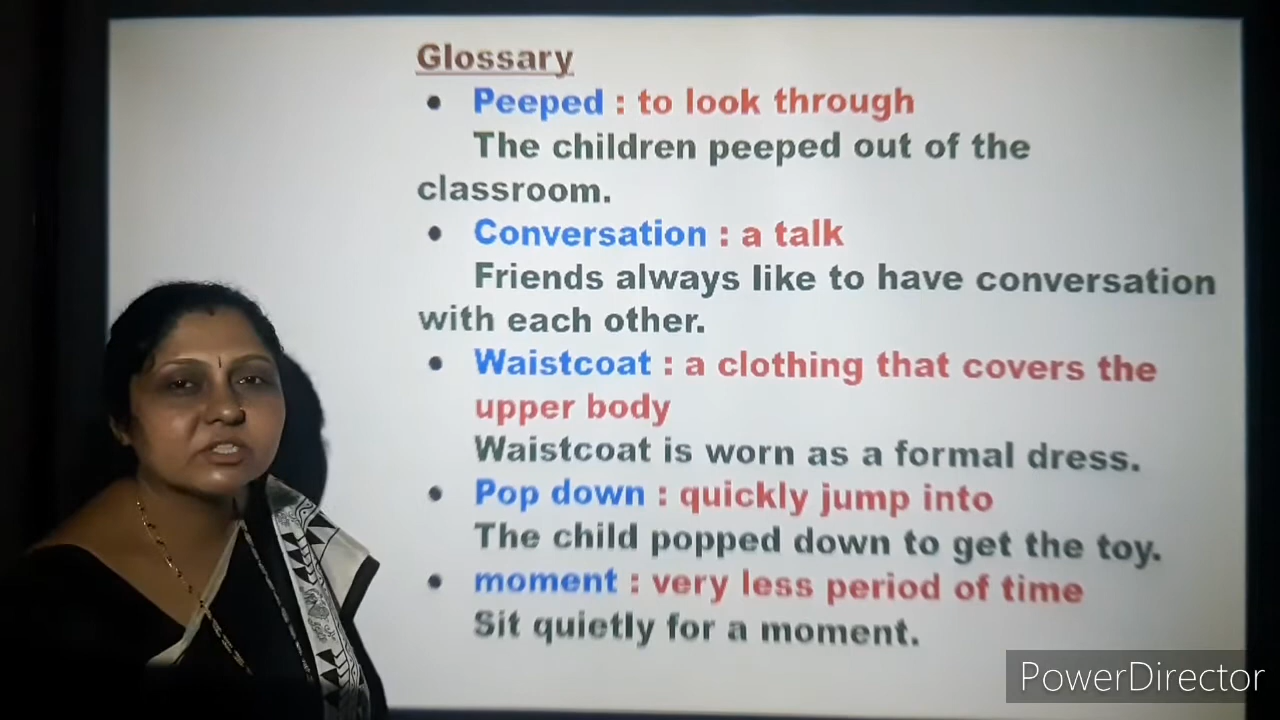 Glossary
• Peeped : to look through
The children peeped out of the
classroom.
• Conversation : a talk
Friends always like to have conversation
with each other.
• Waistcoat : a clothing that covers the
upper body
Waistcoat is worn as a formal dress.
• Pop down : quickly jump into
The child popped down to get the toy.
• moment : very less period of time
Sit quietly for a moment.
PowerDirector